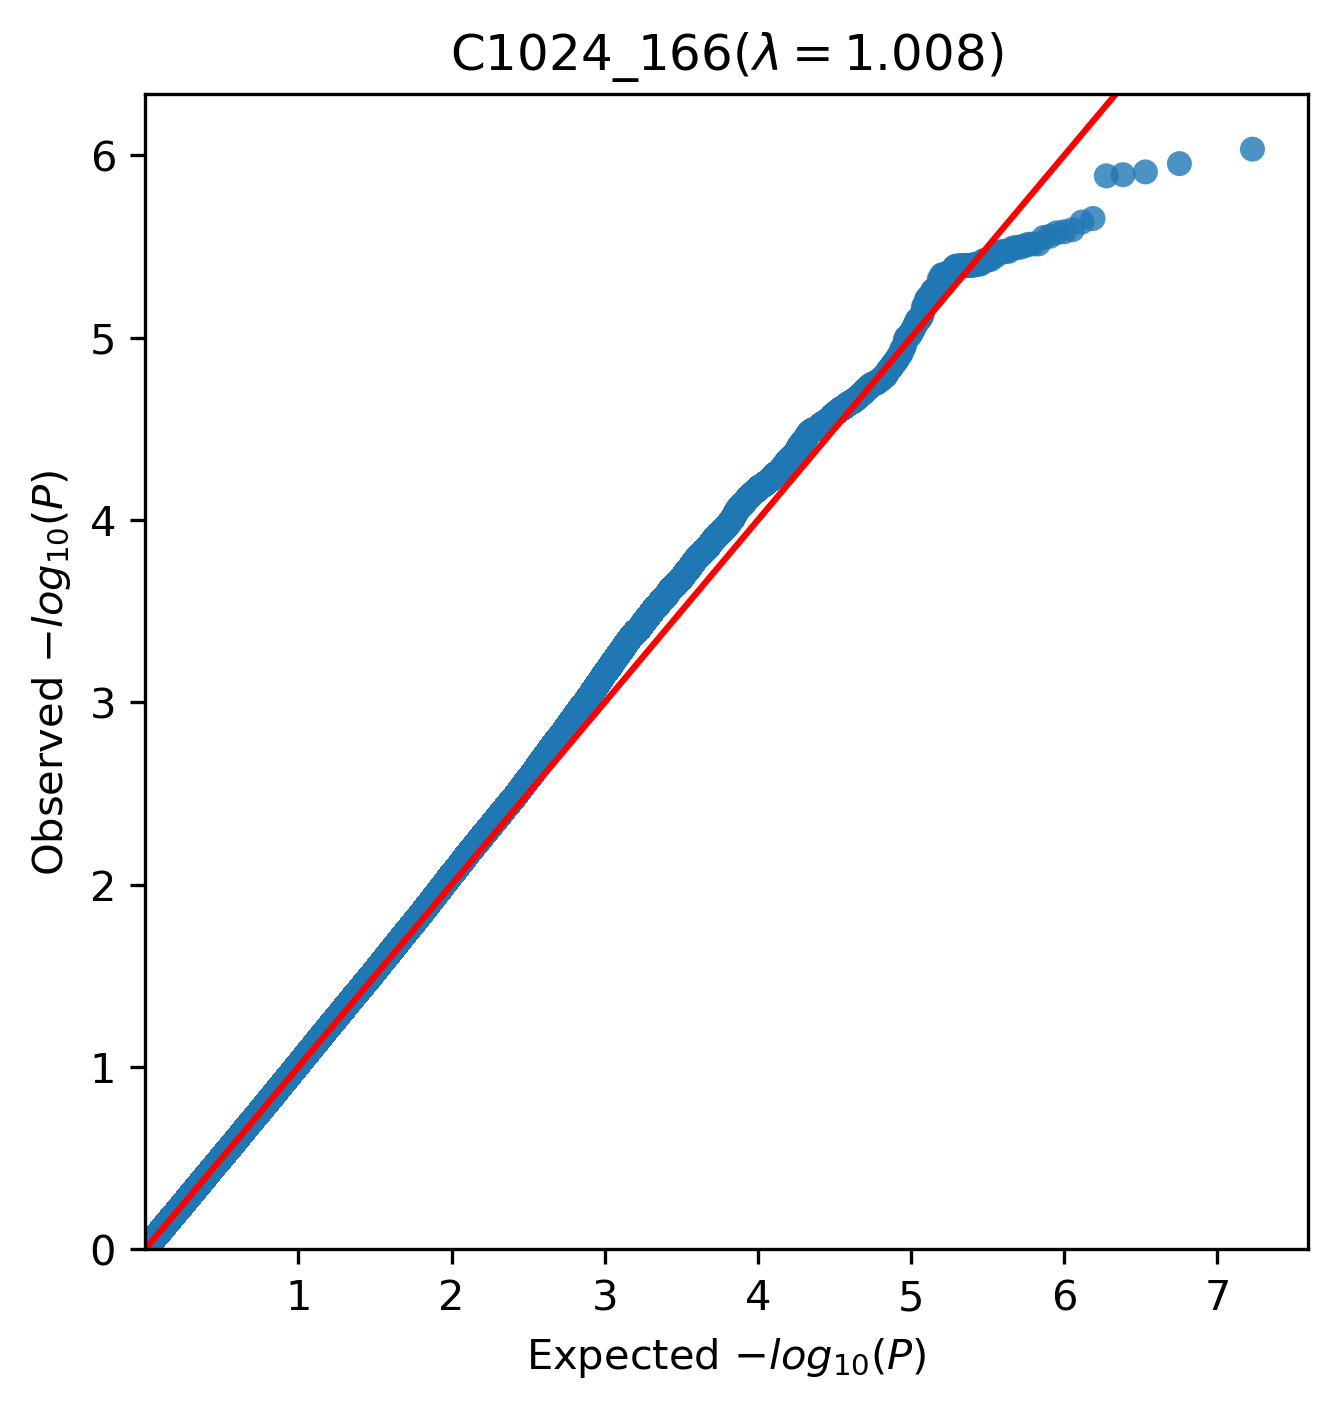 C1024_166(λ = 1.008)
6
5
4
3
2
1
0
Observed −log₁₀(P)
1 2 3 4 5 6 7
Expected −log₁₀(P)